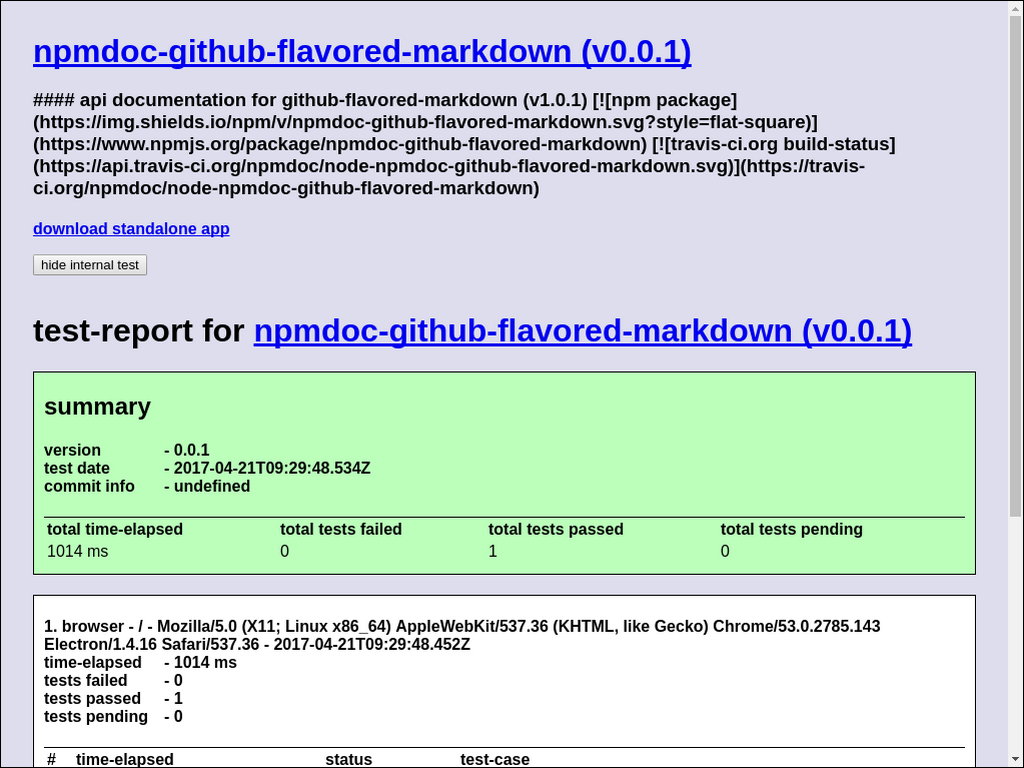 npmdoc-github-flavored-markdown (v0.0.1)
#### api documentation for github-flavored-markdown (v1.0.1) [![npm package]
(https://img.shields.io/npm/v/npmdoc-github-flavored-markdown.svg?style=flat-square)]
(https://www.npmjs.org/package/npmdoc-github-flavored-markdown) [![travis-ci.org build-status]
(https://api.travis-ci.org/npmdoc/node-npmdoc-github-flavored-markdown.svg)](https://travis-
ci.org/npmdoc/node-npmdoc-github-flavored-markdown)
download standalone app
hide internal test
test-report for npmdoc-github-flavored-markdown (v0.0.1)
summary
version - 0.0.1
test date - 2017-04-21T09:29:48.534Z
commit info - undefined
total time-elapsed total tests failed total tests passed total tests pending
1014 ms 0 1 0
1. browser - / - Mozilla/5.0 (X11; Linux x86_64) AppleWebKit/537.36 (KHTML, like Gecko) Chrome/53.0.2785.143
Electron/1.4.16 Safari/537.36 - 2017-04-21T09:29:48.452Z
time-elapsed - 1014 ms
tests failed - 0
tests passed - 1
tests pending - 0
# time-elapsed status test-case